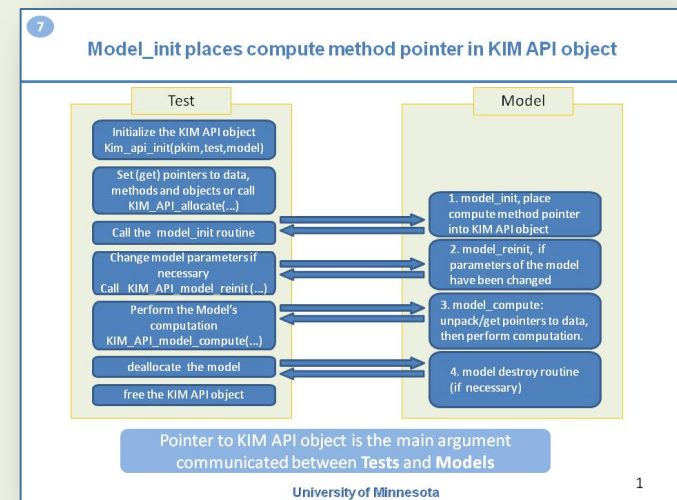 7
Model_init places compute method pointer in KIM API object
Test
Initialize the KIM API object
Kim_api_init(pkim,test,model)
Set (get) pointers to data,
methods and objects or call
KIM_API_allocate(...)
Call the model_init routine
Change model parameters if
necessary
Call KIM_API_model_reinit(...)
Perform the Model's
computation
KIM_API_model_compute(...)
deallocate the model
free the KIM API object
Model
1. model_init, place
compute method pointer
into KIM API object
2. model_reinit, if
parameters of the model
have been changed
3. model_compute:
unpack/get pointers to data,
then perform computation.
4. model destroy routine
(if necessary)
Pointer to KIM API object is the main argument
communicated between Tests and Models
University of Minnesota
1